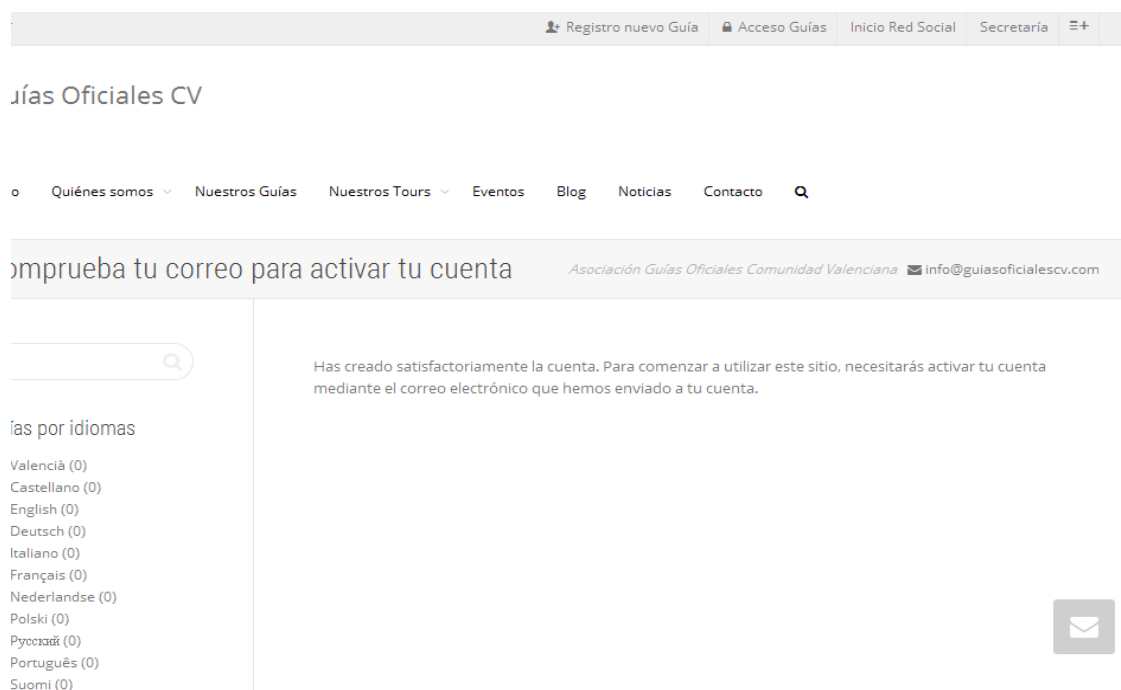 Registro nuevo Guía Acceso Guías Inicio Red Social Secretaría
uías Oficiales CV
o Quiénes somos Nuestros Guías Nuestros Tours Eventos Blog Noticias Contacto
omprueba tu correo para activar tu cuenta Asociación Guías Oficiales Comunidad Valenciana info@guiasoficialescv.com
Has creado satisfactoriamente la cuenta. Para comenzar a utilizar este sitio, necesitarás activar tu cuenta
mediante el correo electrónico que hemos enviado a tu cuenta.
ías por idiomas
Valencià (0)
Castellano (0)
English (0)
Deutsch (0)
Italiano (0)
Français (0)
Nederlandse (0)
Polski (0)
Русский (0)
Português (0)
Suomi (0)